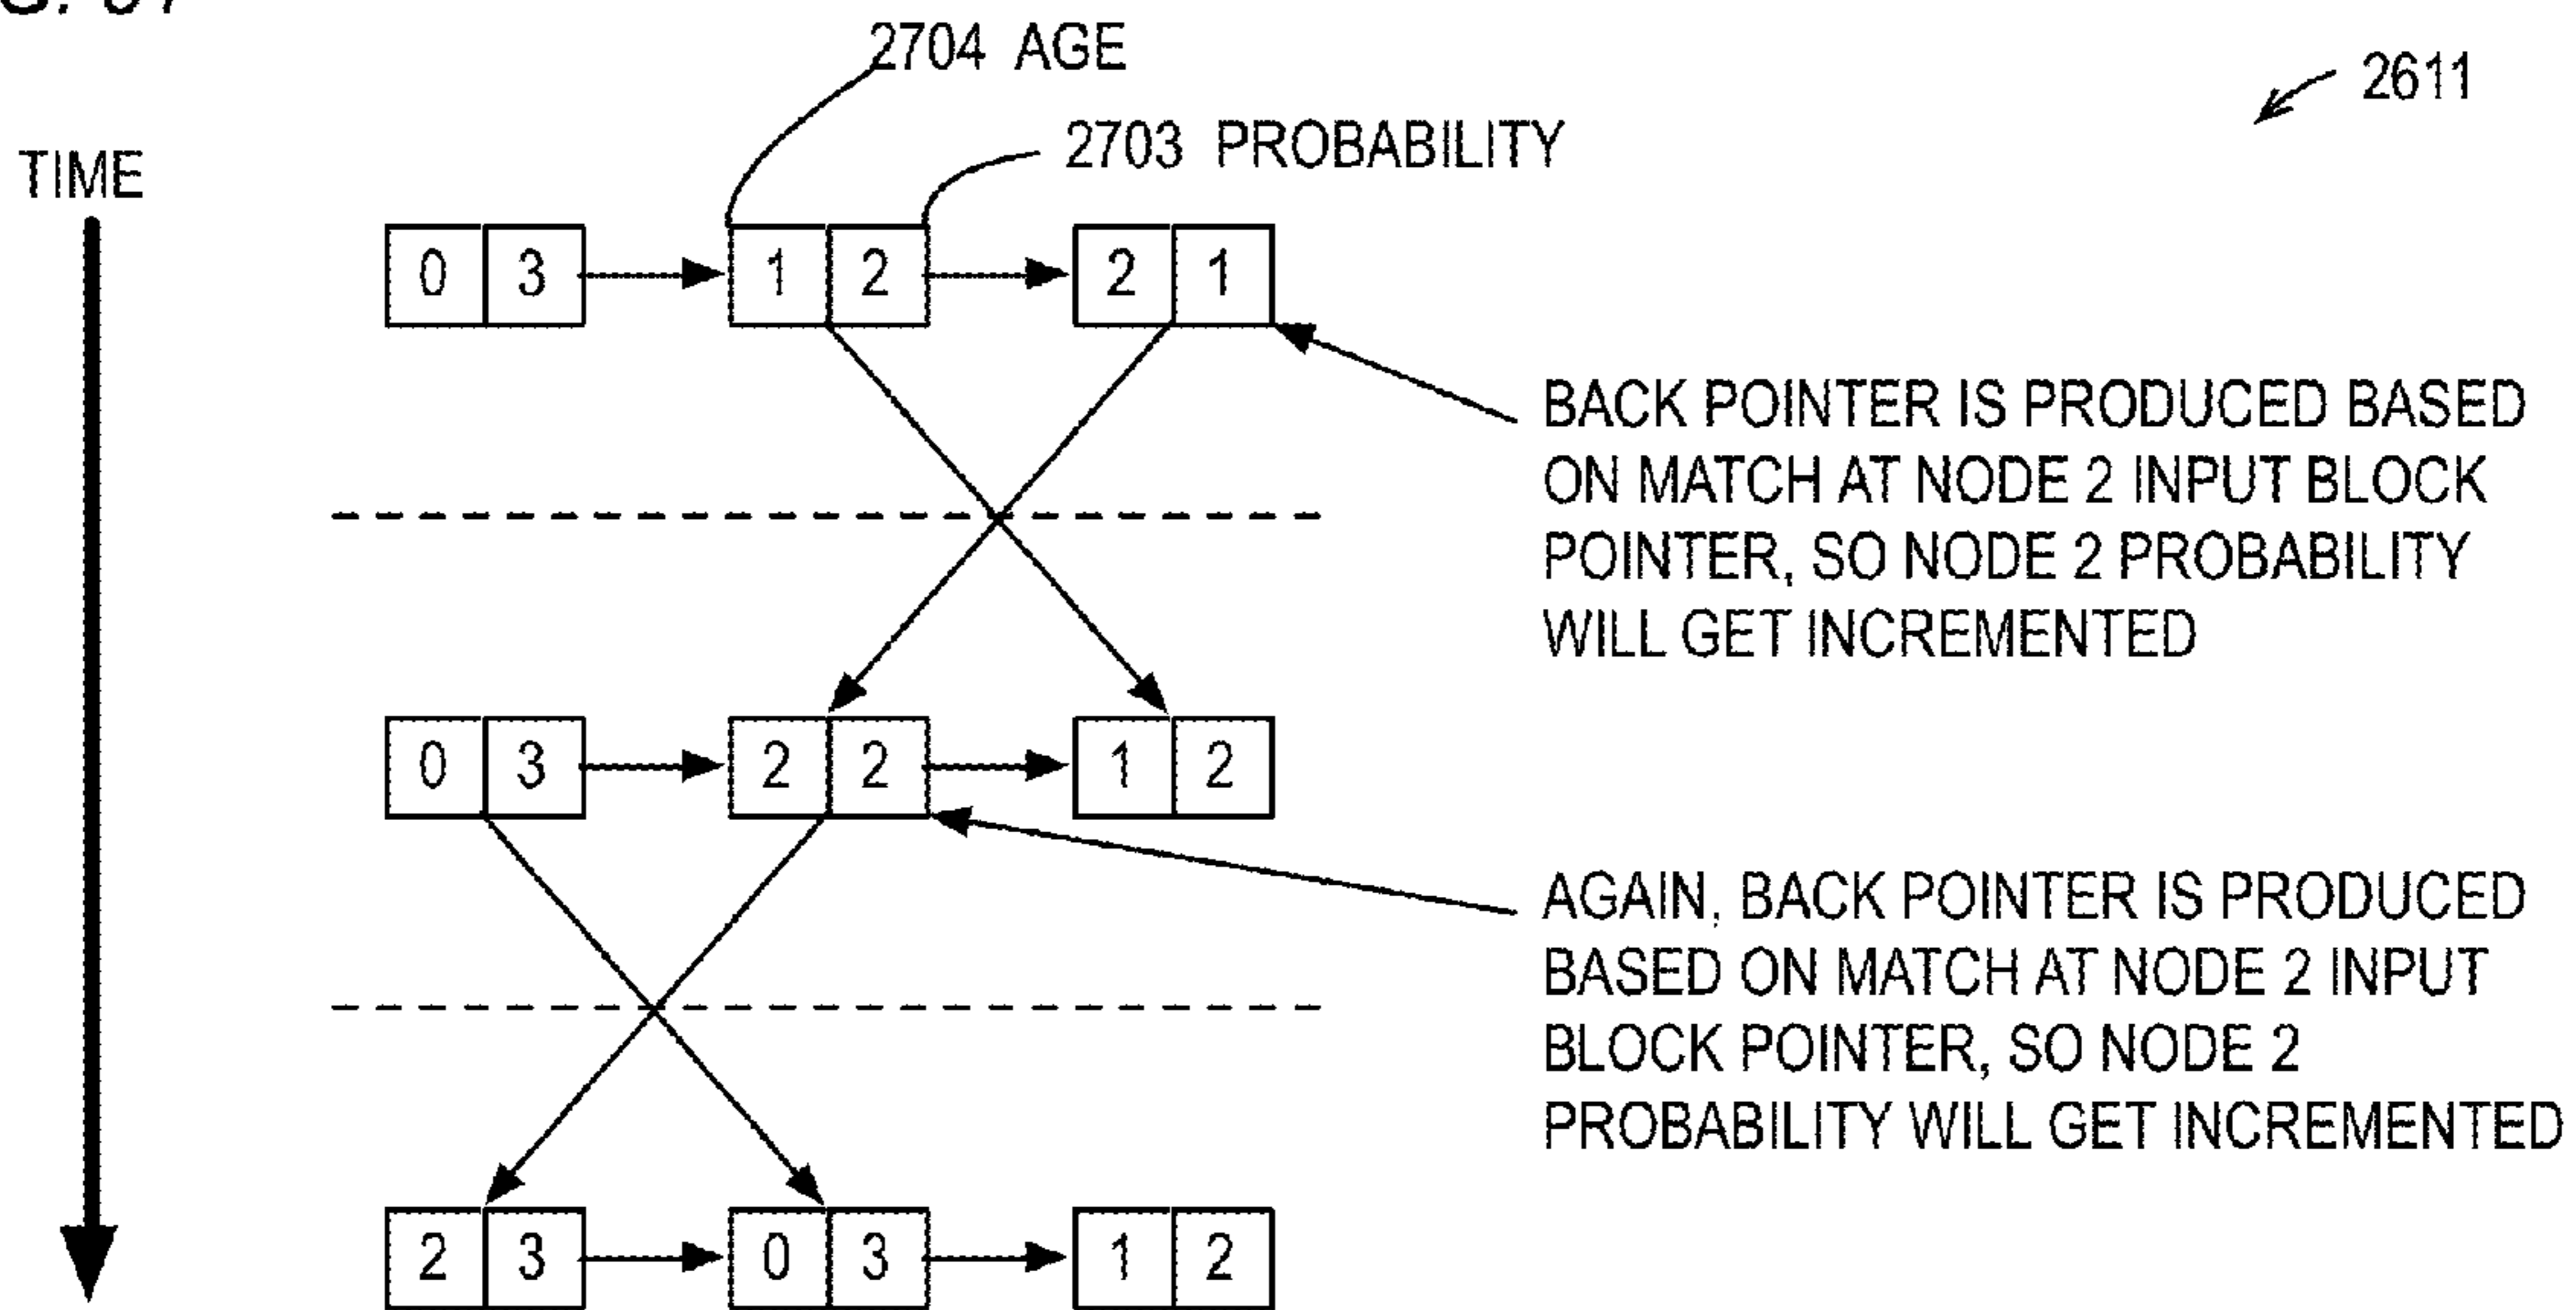 2704 AGE
2611
2703 PROBABILITY
TIME
0 3 1 2 2 1
BACK POINTER IS PRODUCED BASED
ON MATCH AT NODE 2 INPUT BLOCK
POINTER, SO NODE 2 PROBABILITY
WILL GET INCREMENTED
0 3 2 2 1 2
AGAIN, BACK POINTER IS PRODUCED
BASED ON MATCH AT NODE 2 INPUT
BLOCK POINTER, SO NODE 2
PROBABILITY WILL GET INCREMENTED
2 3 0 3 1 2